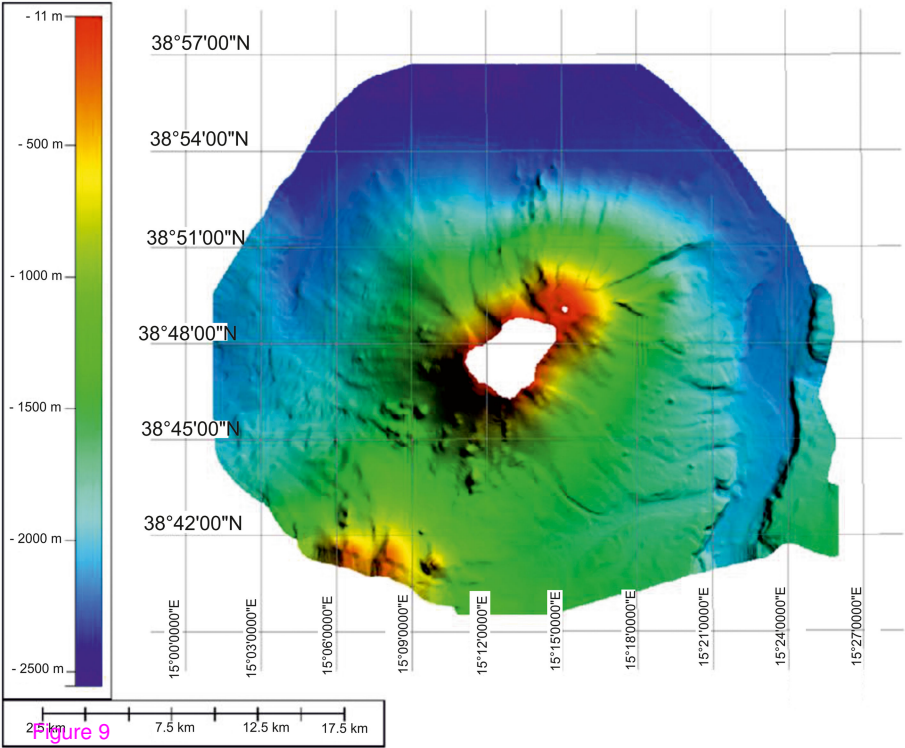 - 11 m
- 500 m
- 1000 m
- 1500 m
- 2000 m
- 2500 m
38°57'00"N
38°54'00"N
38°51'00"N
38°48'00"N
38°45'00"N
38°42'00"N
15°00'0000"E
15°03'0000"E
15°06'0000"E
15°09'0000"E
15°12'0000"E
15°15'0000"E
15°18'0000"E
15°21'0000"E
15°24'0000"E
15°27'0000"E
2.5 km 7.5 km 12.5 km 17.5 km
Figure 9